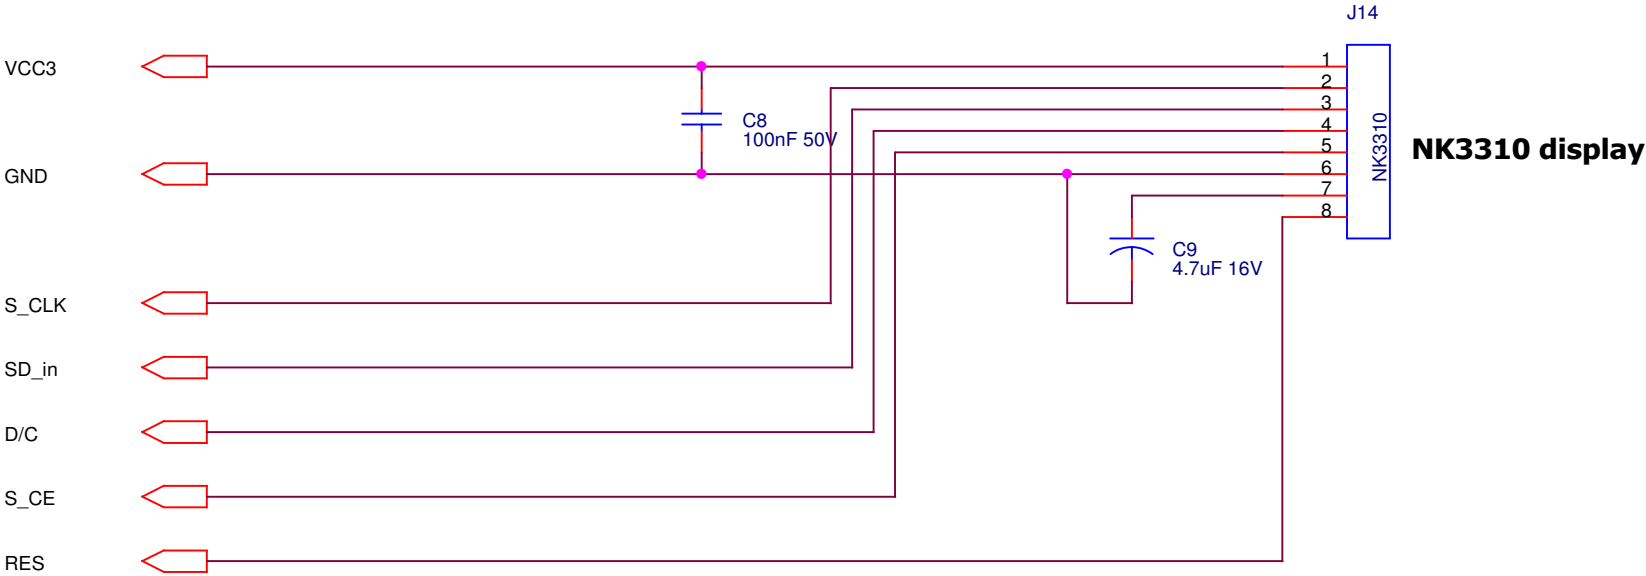 J14
VCC3
1
2
3
4
5
6
7
8
C8
100nF 50V
NK3310
NK3310 display
GND
C9
4.7uF 16V
S_CLK
SD_in
D/C
S_CE
RES